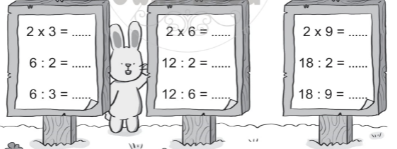 2 x 3 = ......
6 : 2 = ......
6 : 3 = ......
2 x 6 = ......
12 : 2 = ......
12 : 6 = ......
2 x 9 = ......
18 : 2 = ......
18 : 9 = ......